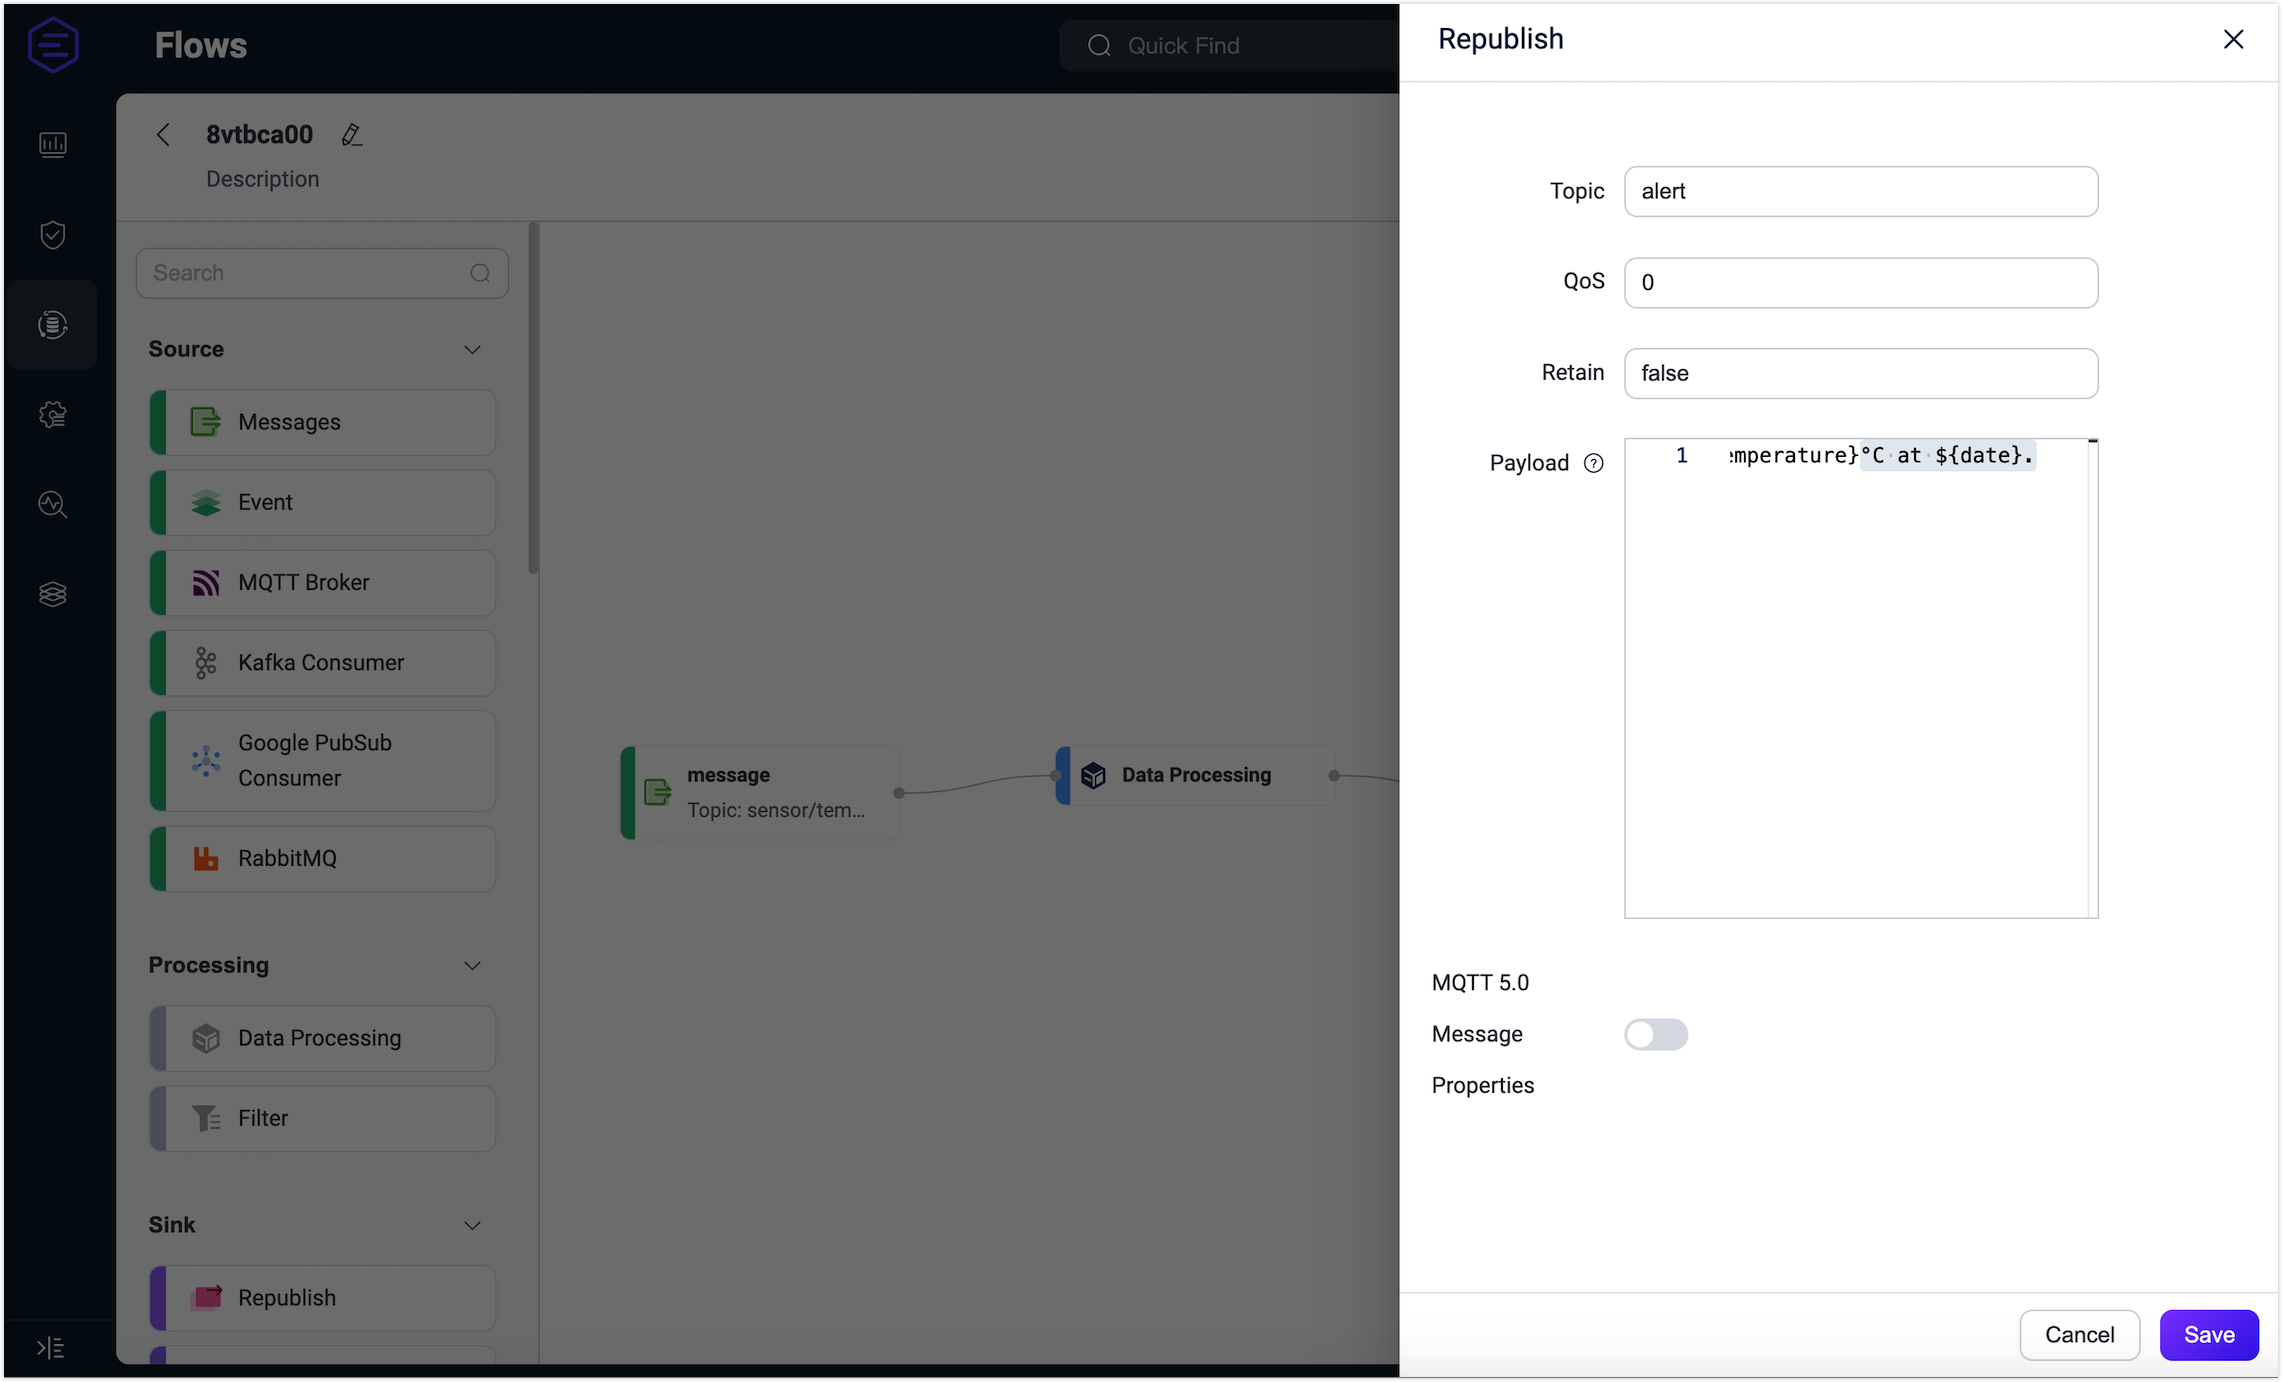 Flows
Quick Find
8vtbca00
Description
Search
Source
Messages
Event
MQTT Broker
Kafka Consumer
Google PubSub
Consumer
RabbitMQ
Processing
Data Processing
Filter
Sink
Republish
message
Topic: sensor/tem...
Data Processing
Republish
Topic
alert
QoS
0
Retain
false
Payload
1
emperature}°C at ${date}.
MQTT 5.0
Message
Properties
Cancel
Save